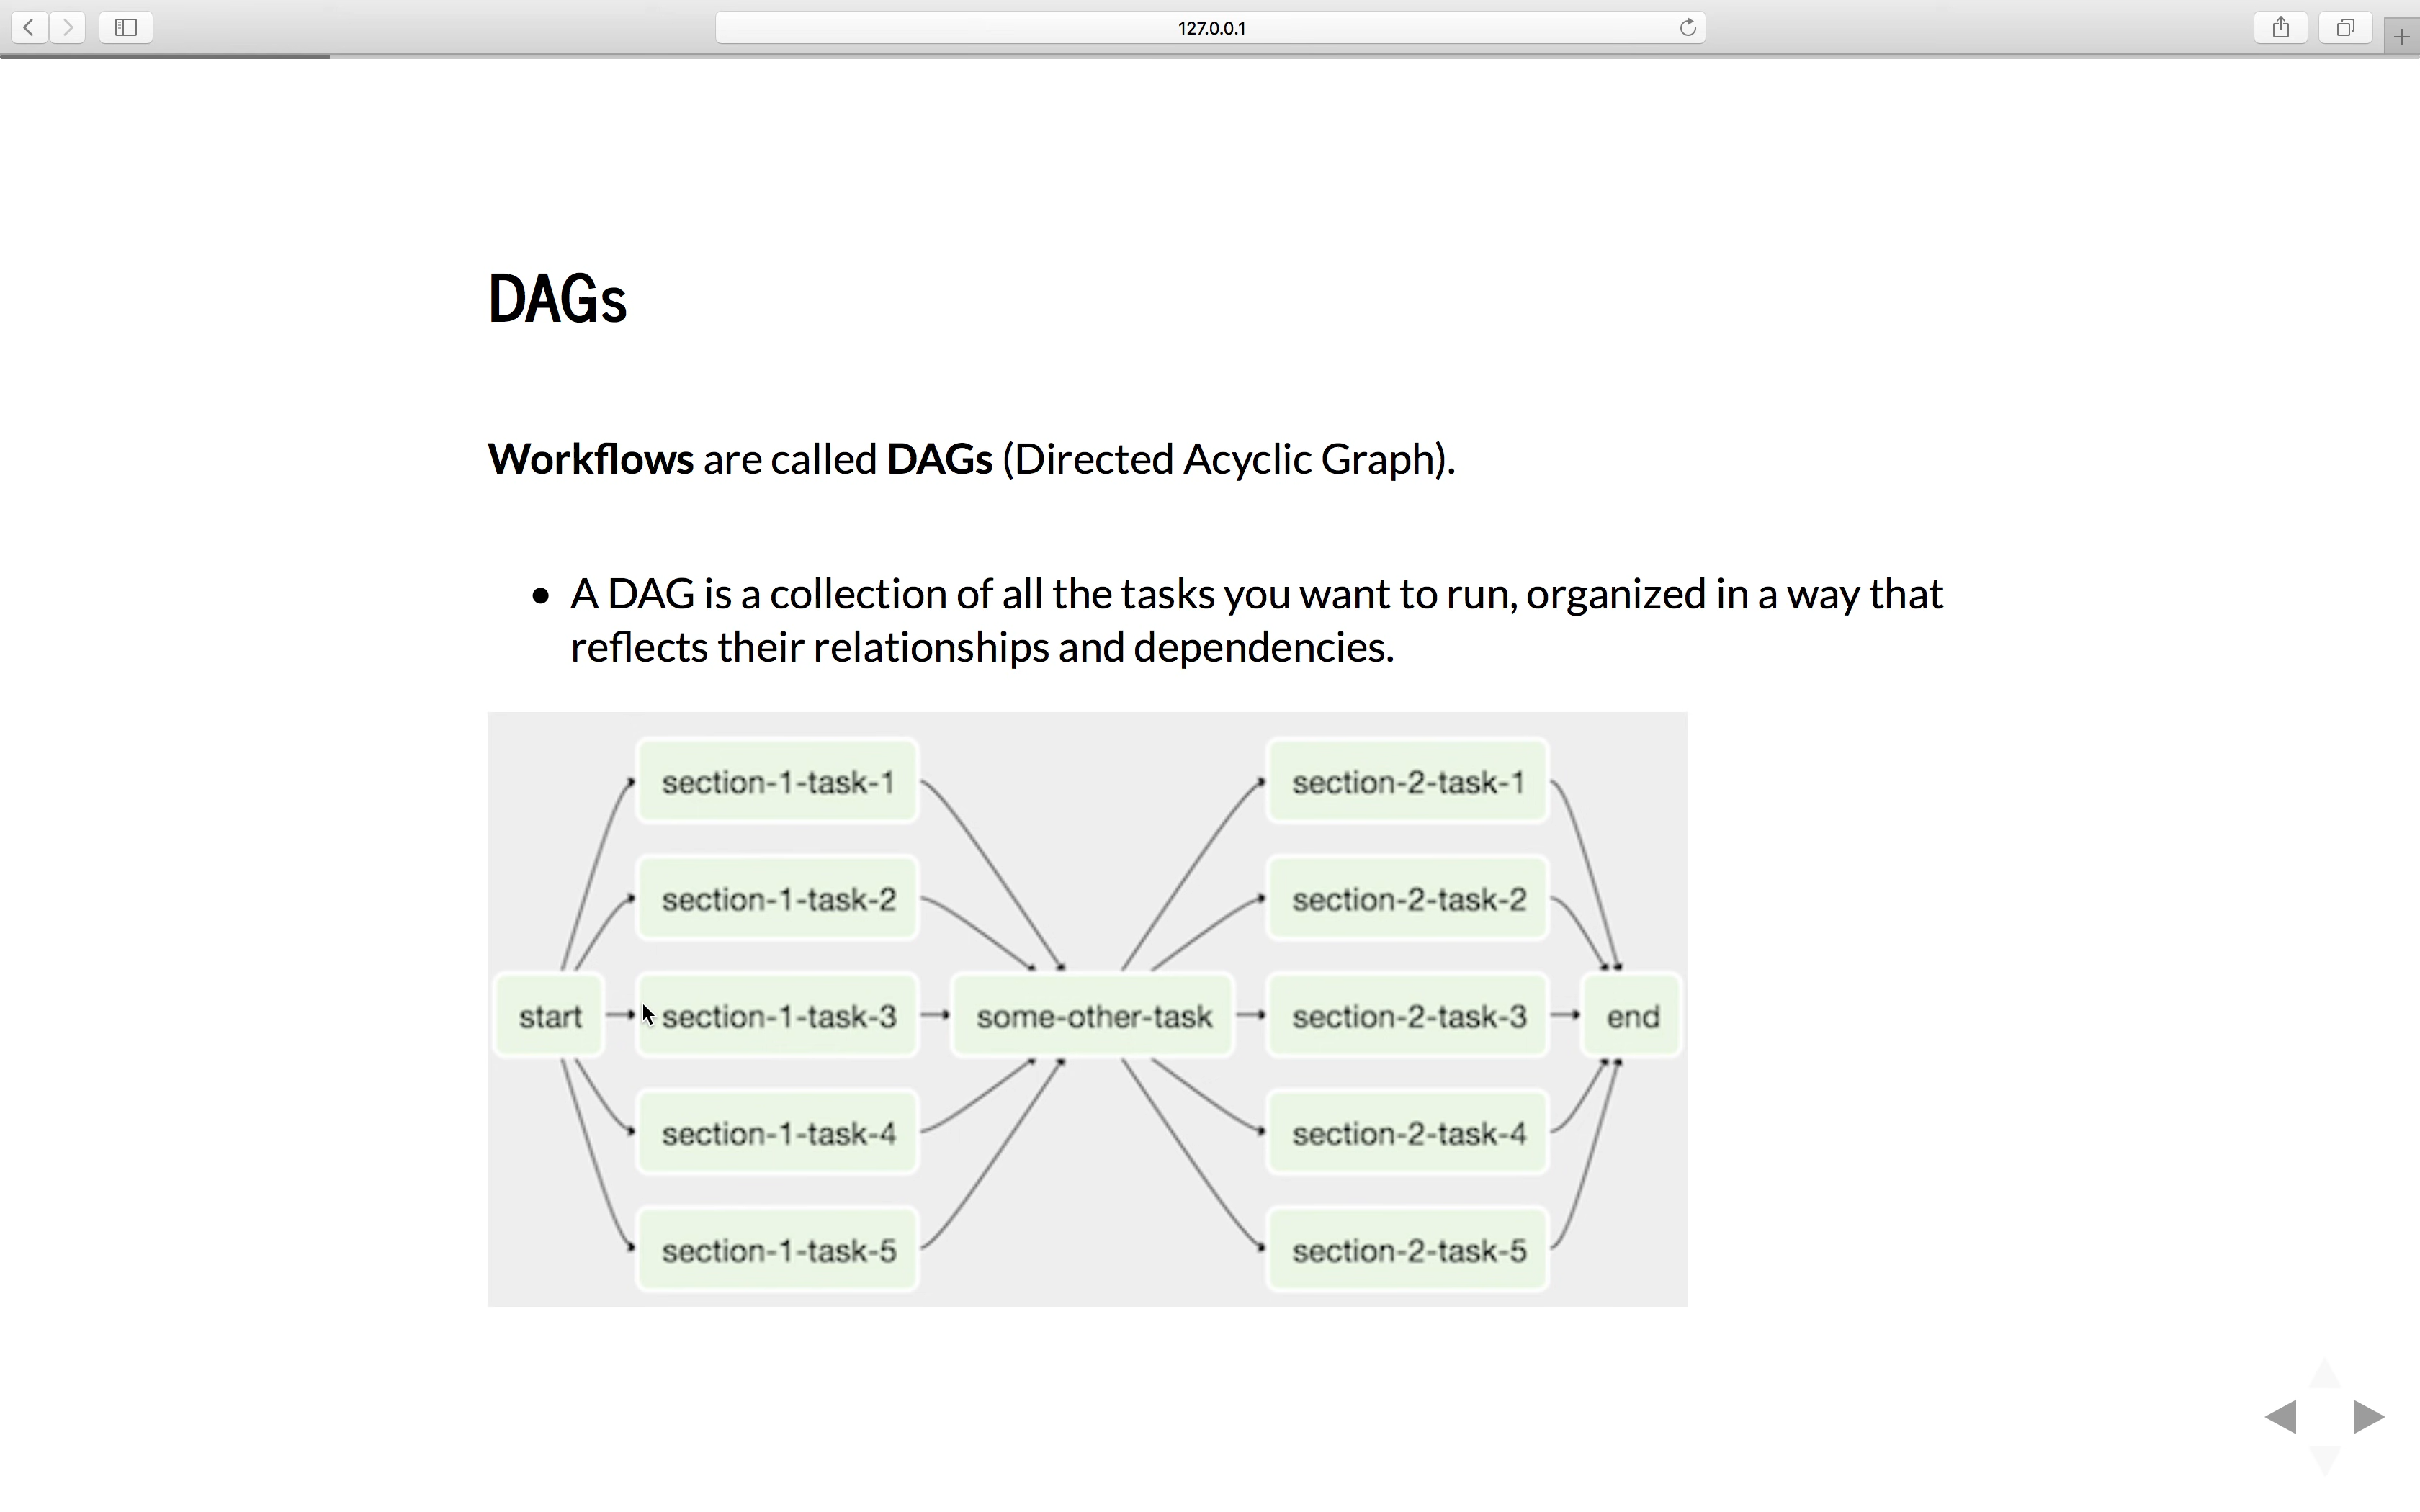 127.0.0.1
DAGs
Workflows are called DAGs (Directed Acyclic Graph).
A DAG is a collection of all the tasks you want to run, organized in a way that
reflects their relationships and dependencies.
section-1-task-1
section-2-task-1
section-1-task-2
section-2-task-2
start
section-1-task-3
some-other-task
section-2-task-3
end
section-1-task-4
section-2-task-4
section-1-task-5
section-2-task-5